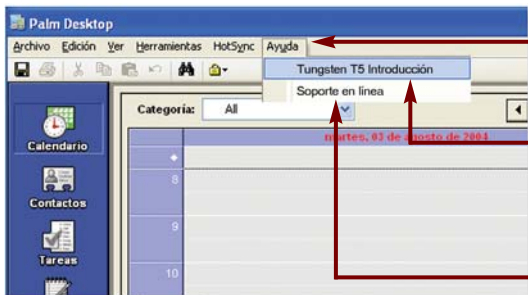 Palm Desktop
Archivo Edición Ver Herramientas HotSync Ayuda
Tungsten T5 Introducción
Soporte en línea
Categoría: All
martes, 03 de agosto de 2004
Calendario
Contactos
Tareas
8
9
10